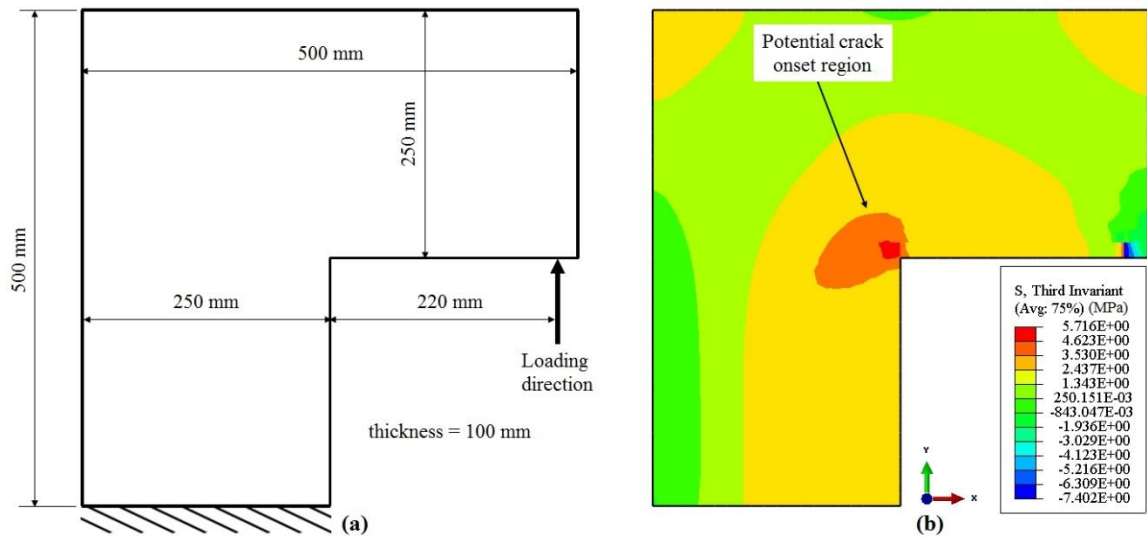 500 mm
250 mm
500 mm
250 mm
220 mm
Loading
direction
thickness = 100 mm
(a)
Potential crack
onset region
S, Third Invariant
(Avg: 75%) (MPa)
5.716E+00
4.623E+00
3.530E+00
2.437E+00
1.343E+00
250.151E-03
-843.047E-03
-1.936E+00
-3.029E+00
-4.123E+00
-5.216E+00
-6.309E+00
-7.402E+00
Y
X
(b)